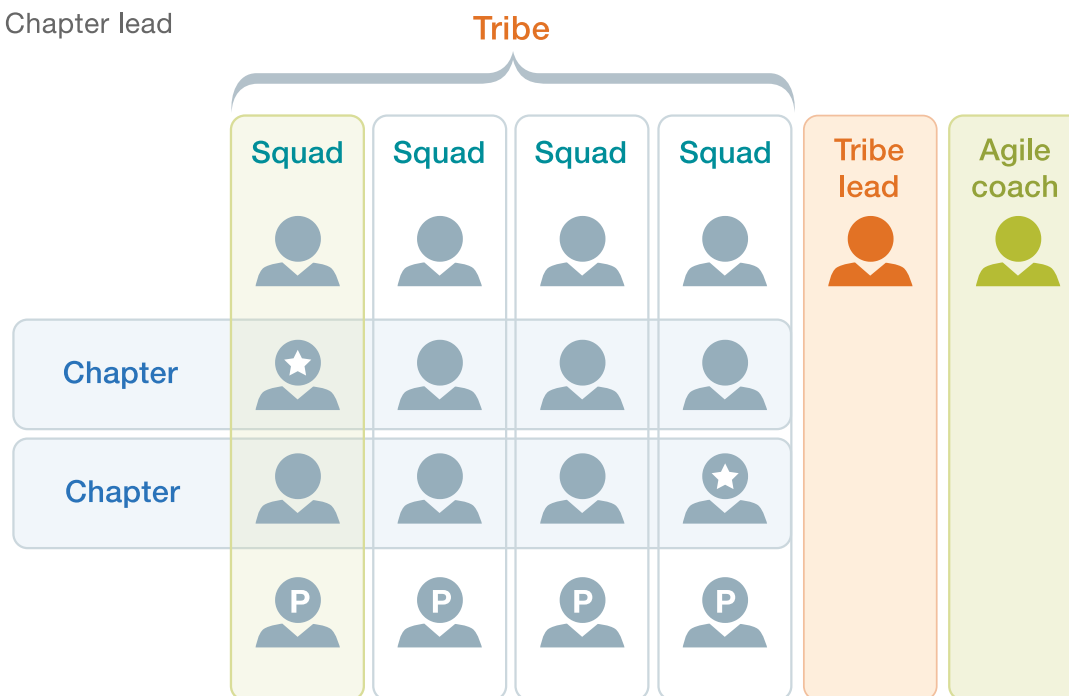 Chapter lead
Tribe
Squad
Squad
Squad
Squad
Tribe
lead
Agile
coach
Chapter
Chapter
P
P
P
P